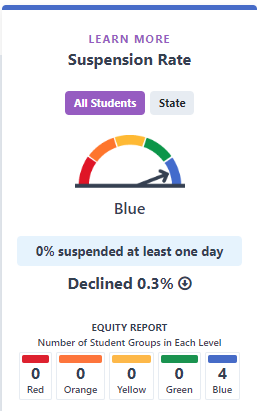 LEARN MORE
Suspension Rate
All Students State
Blue
0% suspended at least one day
Declined 0.3%
EQUITY REPORT
Number of Student Groups in Each Level
0 0 0 0 4
Red Orange Yellow Green Blue